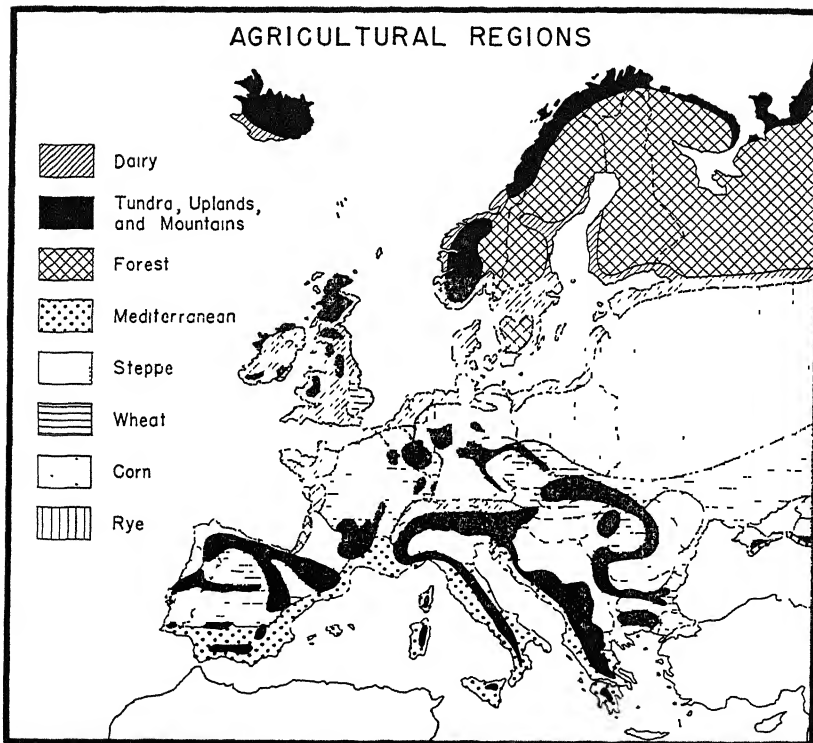 AGRICULTURAL REGIONS
Dairy
Tundra, Uplands,
and Mountains
Forest
Mediterranean
Steppe
Wheat
Corn
Rye